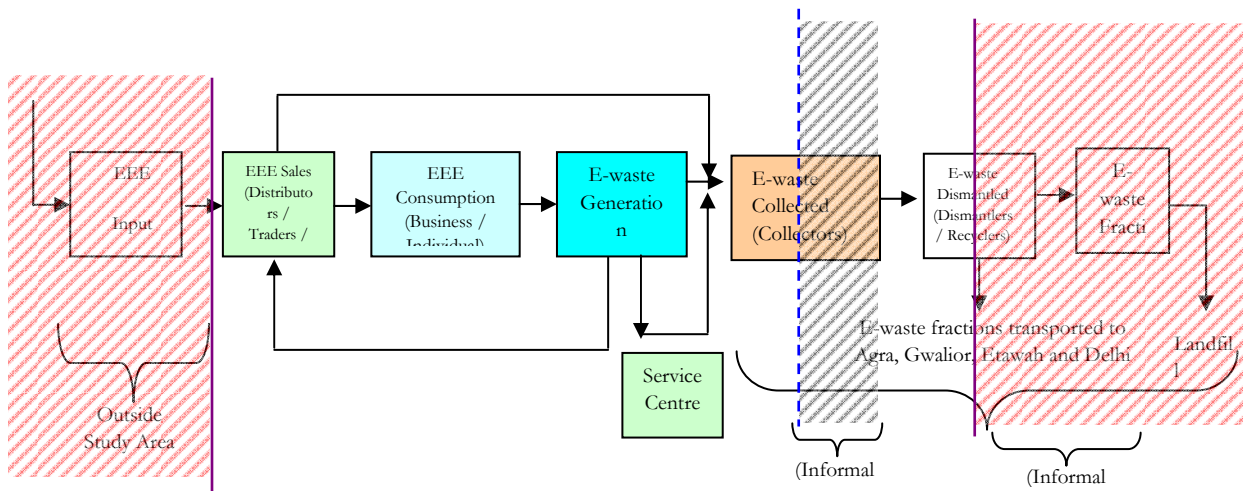 EEE
Input
EEE Sales
(Distributo
rs /
Traders /
EEE
Consumption
(Business /
Individual)
E-waste
Generatio
n
E-waste
Collected
(Collectors)
E-waste
Dismantled
(Dismantlers
/ Recyclers)
E-
waste
Fracti
E-waste fractions transported to
Agra, Gwalior, Etawah and Delhi
Landfil
l
Service
Centre
Outside
Study Area
(Informal
(Informal